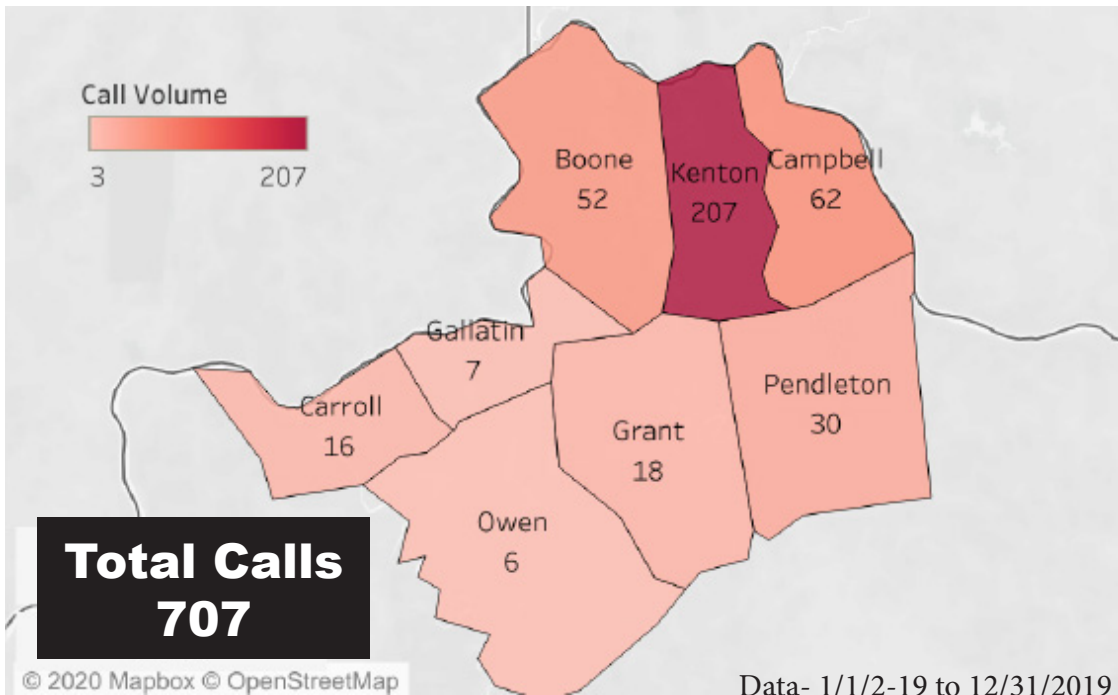 Call Volume
3 207
Boone
52
Kenton
207
Campbell
62
Gallatin
7
Carroll
16
Grant
18
Pendleton
30
Owen
6
Total Calls
707
© 2020 Mapbox © OpenStreetMap
Data- 1/1/2-19 to 12/31/2019